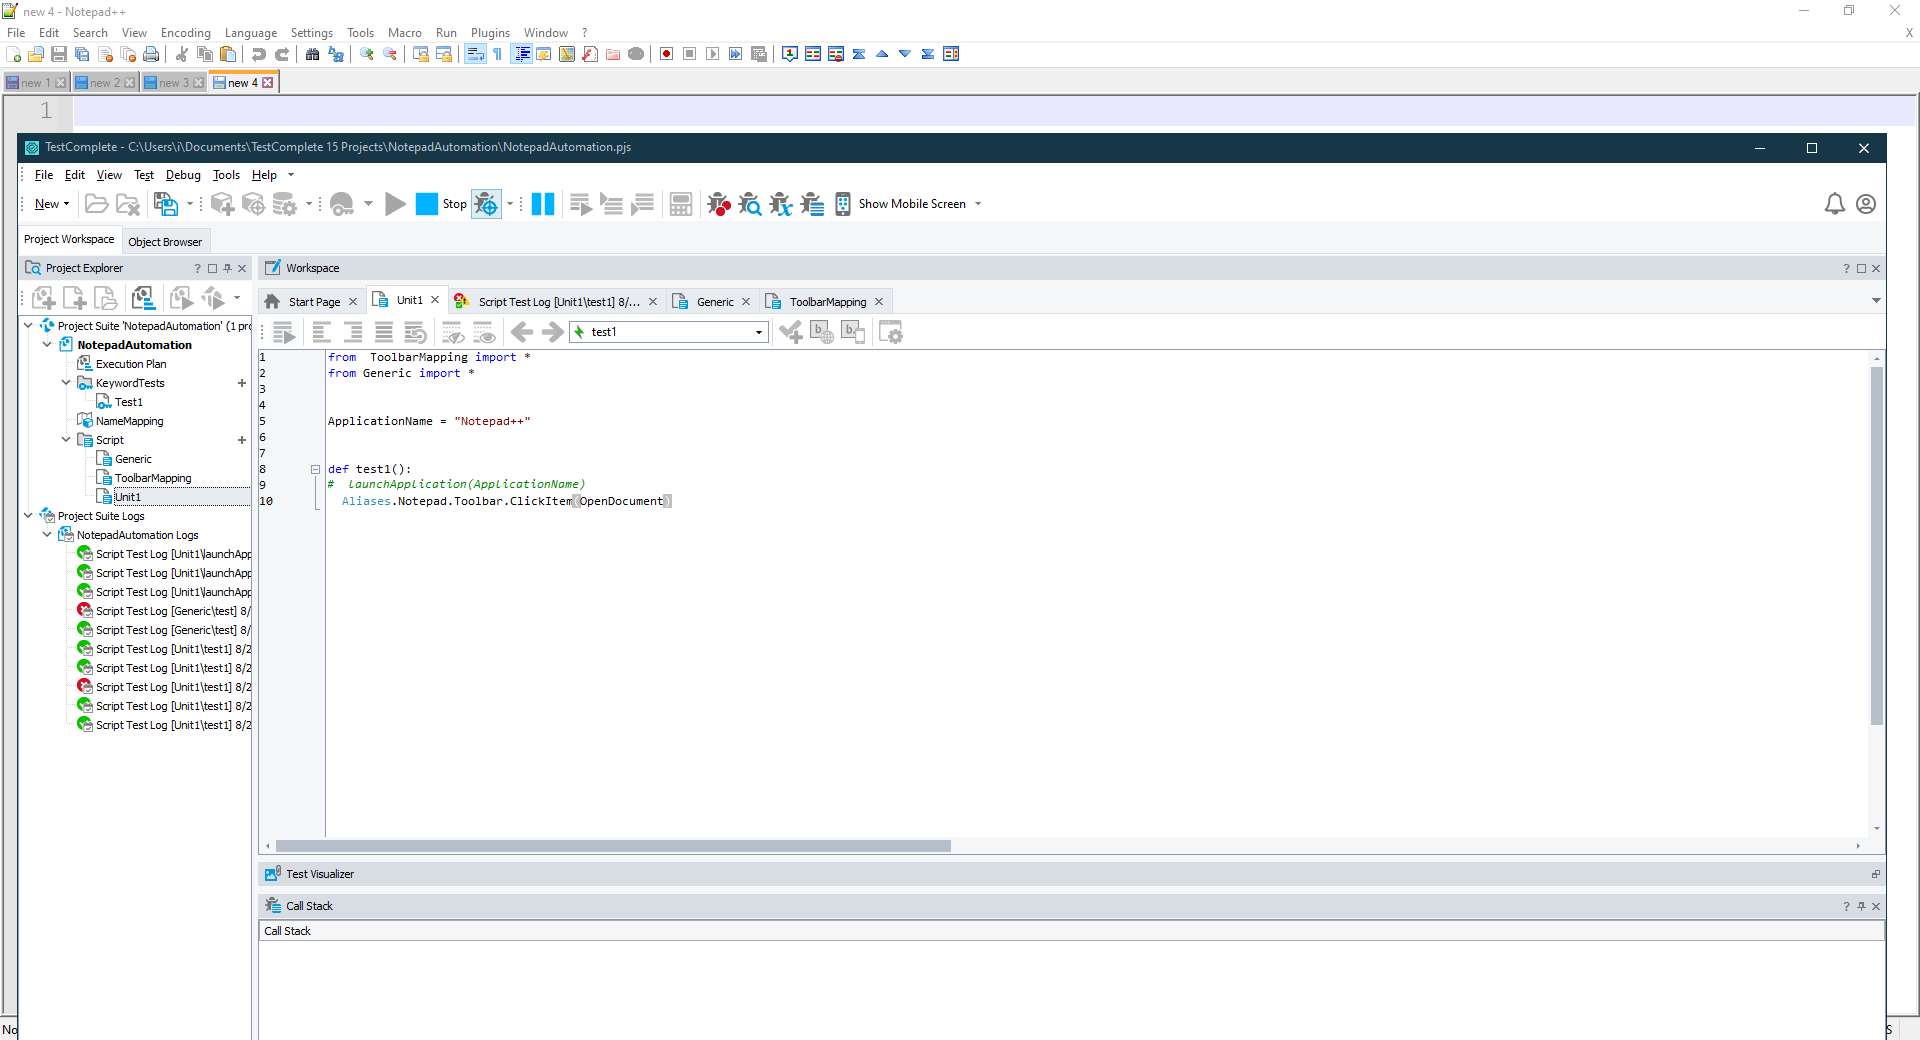 new 4 - Notepad++
File Edit Search View Encoding Language Settings Tools Macro Run Plugins Window ? X
new 1 new 2 new 3 new 4
1
TestComplete - C:\Users\i\Documents\TestComplete 15 Projects\NotepadAutomation\NotepadAutomation.pjs
File Edit View Test Debug Tools Help
New Stop Show Mobile Screen
Project Workspace Object Browser
Project Explorer ?
Workspace ?
Start Page Unit1 Script Test Log [Unit1\test1] 8/... Generic ToolbarMapping
test1
Project Suite 'NotepadAutomation' (1 pro
NotepadAutomation
Execution Plan
KeywordTests
Test1
NameMapping
Script
Generic
ToolbarMapping
Unit1
Project Suite Logs
NotepadAutomation Logs
Script Test Log [Unit1\launchApp
Script Test Log [Unit1\launchApp
Script Test Log [Unit1\launchApp
Script Test Log [Generic\test] 8/
Script Test Log [Generic\test] 8/
Script Test Log [Unit1\test1] 8/2
Script Test Log [Unit1\test1] 8/2
Script Test Log [Unit1\test1] 8/2
Script Test Log [Unit1\test1] 8/2
Script Test Log [Unit1\test1] 8/2
1 from  ToolbarMapping import *
2 from Generic import *
3
4
5 ApplicationName = "Notepad++"
6
7
8 def test1():
9 #  launchApplication(ApplicationName)
10   Aliases.Notepad.Toolbar.ClickItem(OpenDocument)
Test Visualizer
Call Stack ?
Call Stack
No S